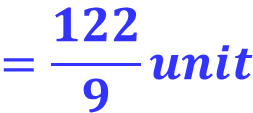 = 122/9 unit